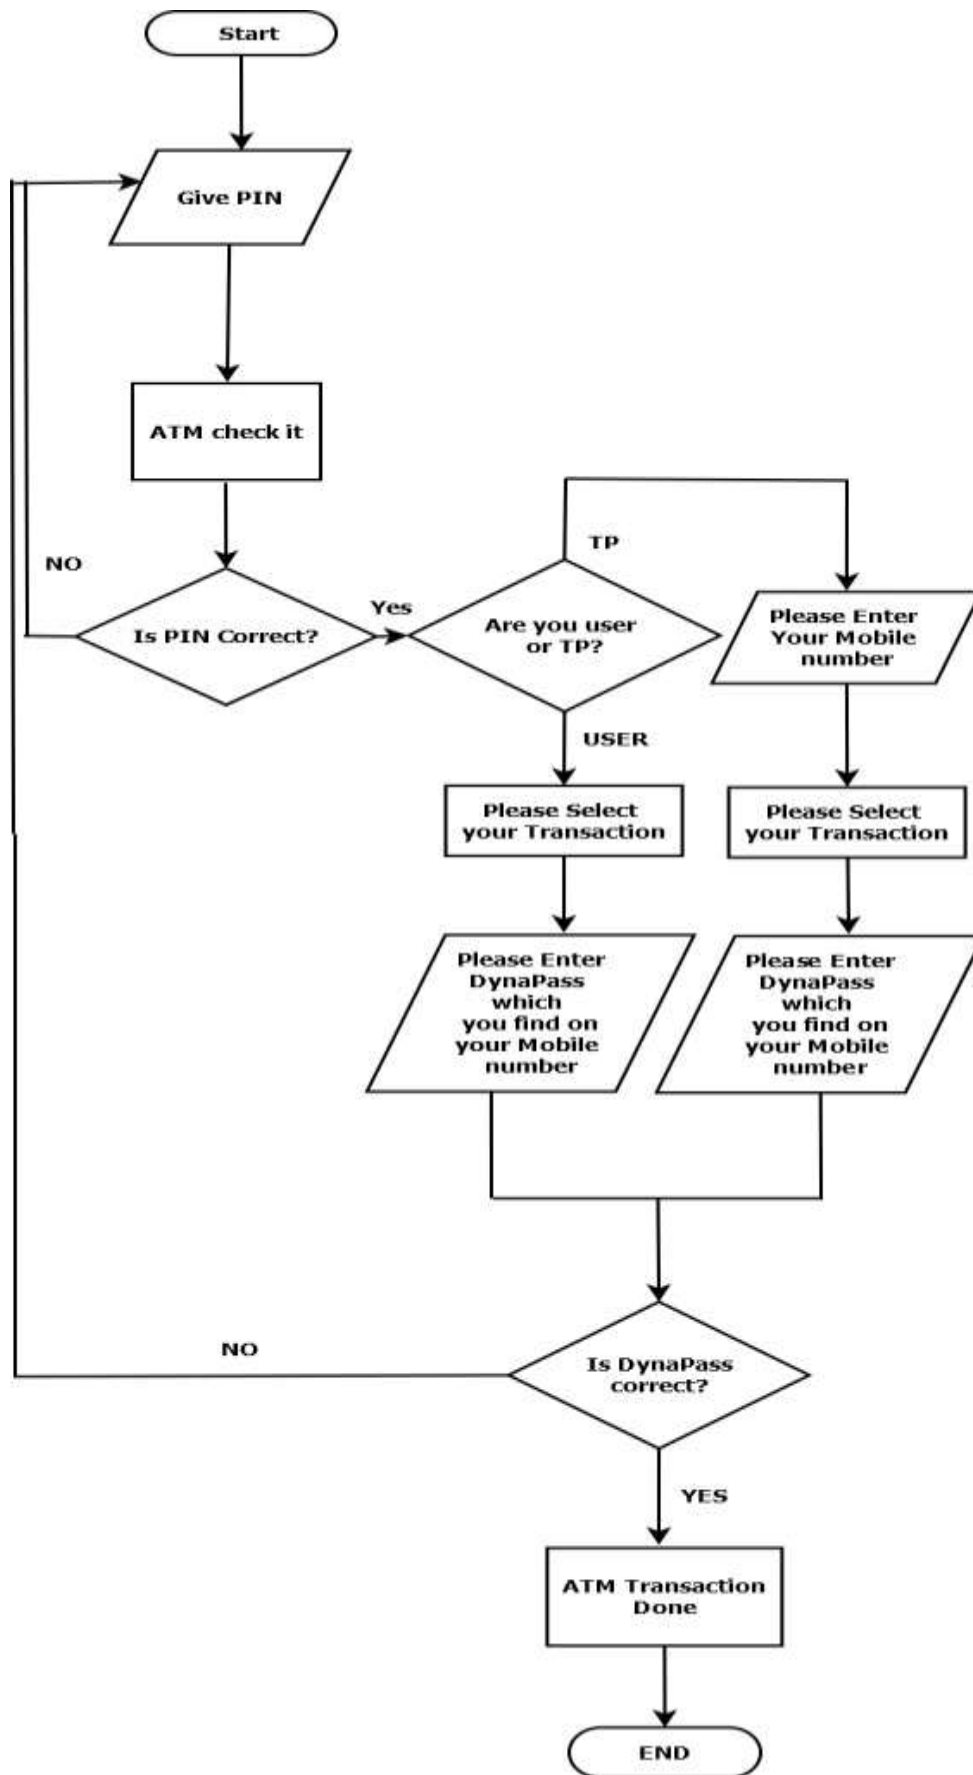 Start
Give PIN
ATM check it
NO
Is PIN Correct?
Yes
TP
Are you user
or TP?
Please Enter
Your Mobile
number
USER
Please Select
your Transaction
Please Select
your Transaction
Please Enter
DynaPass
which
you find on
your Mobile
number
Please Enter
DynaPass
which
you find on
your Mobile
number
NO
Is DynaPass
correct?
YES
ATM Transaction
Done
END